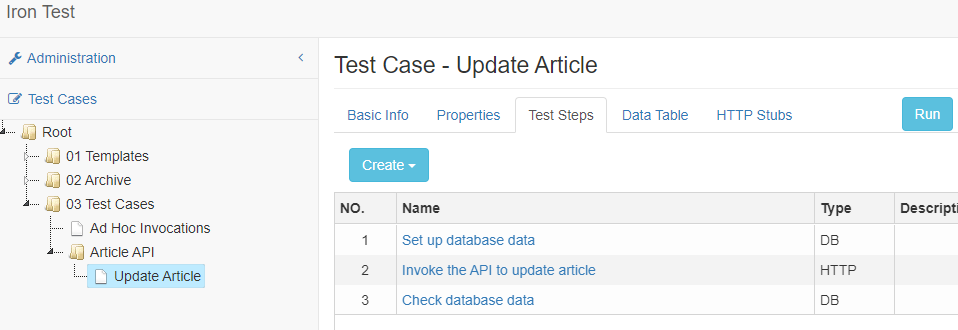 Iron Test
Administration
Test Cases
Root
01 Templates
02 Archive
03 Test Cases
Ad Hoc Invocations
Article API
Update Article
Test Case - Update Article
Basic Info Properties Test Steps Data Table HTTP Stubs Run
Create
NO. Name Type Descripti
1 Set up database data DB
2 Invoke the API to update article HTTP
3 Check database data DB